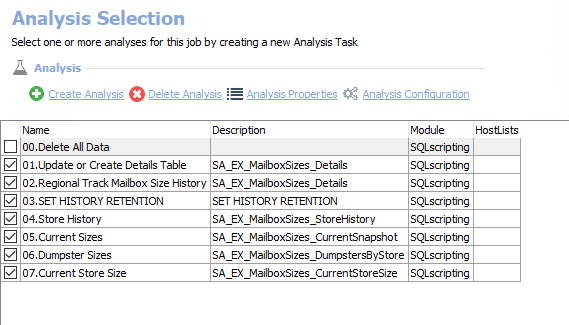 Analysis Selection
Select one or more analyses for this job by creating a new Analysis Task
Analysis
Create Analysis Delete Analysis Analysis Properties Analysis Configuration
Name Description Module HostLists
00.Delete All Data SQLscripting
01.Update or Create Details Table SA_EX_MailboxSizes_Details SQLscripting
02.Regional Track Mailbox Size History SA_EX_MailboxSizes_Details SQLscripting
03.SET HISTORY RETENTION SET HISTORY RETENTION SQLscripting
04.Store History SA_EX_MailboxSizes_StoreHistory SQLscripting
05.Current Sizes SA_EX_MailboxSizes_CurrentSnapshot SQLscripting
06.Dumpster Sizes SA_EX_MailboxSizes_DumpstersByStore SQLscripting
07.Current Store Size SA_EX_MailboxSizes_CurrentStoreSize SQLscripting